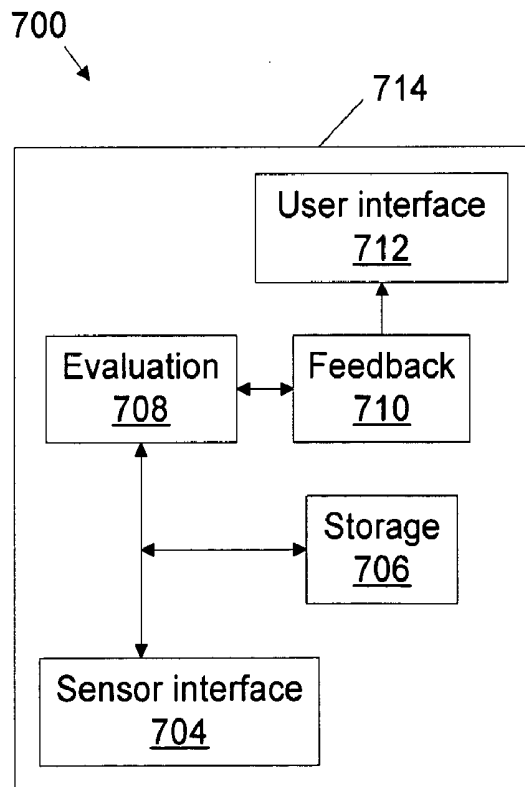 700
714
User interface
712
Evaluation
708
Feedback
710
Storage
706
Sensor interface
704